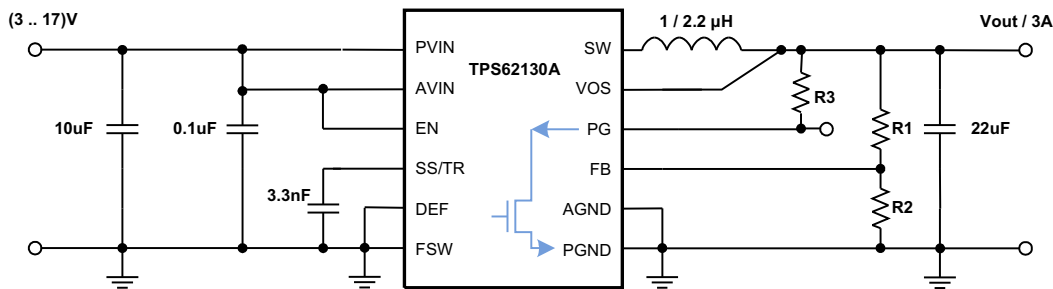 (3 .. 17)V
1 / 2.2 µH
Vout / 3A
TPS62130A
PVIN
SW
AVIN
VOS
R3
10uF
0.1uF
EN
PG
R1
22uF
SS/TR
FB
3.3nF
DEF
AGND
R2
FSW
PGND